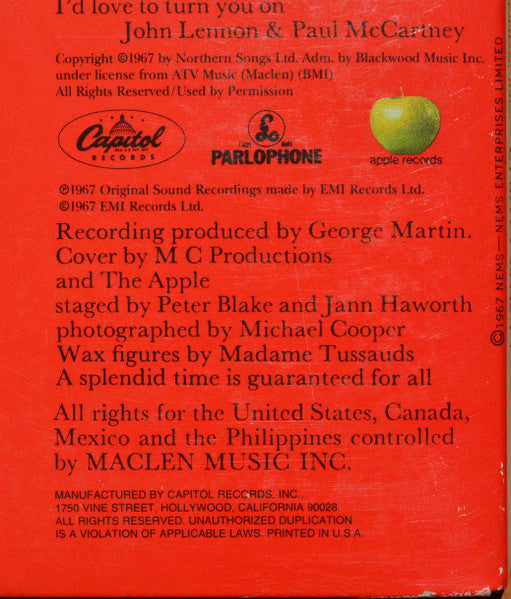 I'd love to turn you on
John Lennon & Paul McCartney
Copyright ©1967 by Northern Songs Ltd. Adm. by Blackwood Music Inc.
under license from ATV Music (Maclen) (BMI)
All Rights Reserved/Used by Permission
Capitol
RECORDS
PARLOPHONE
apple records
℗1967 Original Sound Recordings made by EMI Records Ltd.
©1967 EMI Records Ltd.
Recording produced by George Martin.
Cover by M C Productions
and The Apple
staged by Peter Blake and Jann Haworth
photographed by Michael Cooper
Wax figures by Madame Tussauds
A splendid time is guaranteed for all
All rights for the United States, Canada,
Mexico and the Philippines controlled
by MACLEN MUSIC INC.
MANUFACTURED BY CAPITOL RECORDS, INC.,
1750 VINE STREET, HOLLYWOOD, CALIFORNIA 90028.
ALL RIGHTS RESERVED. UNAUTHORIZED DUPLICATION
IS A VIOLATION OF APPLICABLE LAWS. PRINTED IN U.S.A.
©1967 NEMS—NEMS ENTERPRISES LIMITED